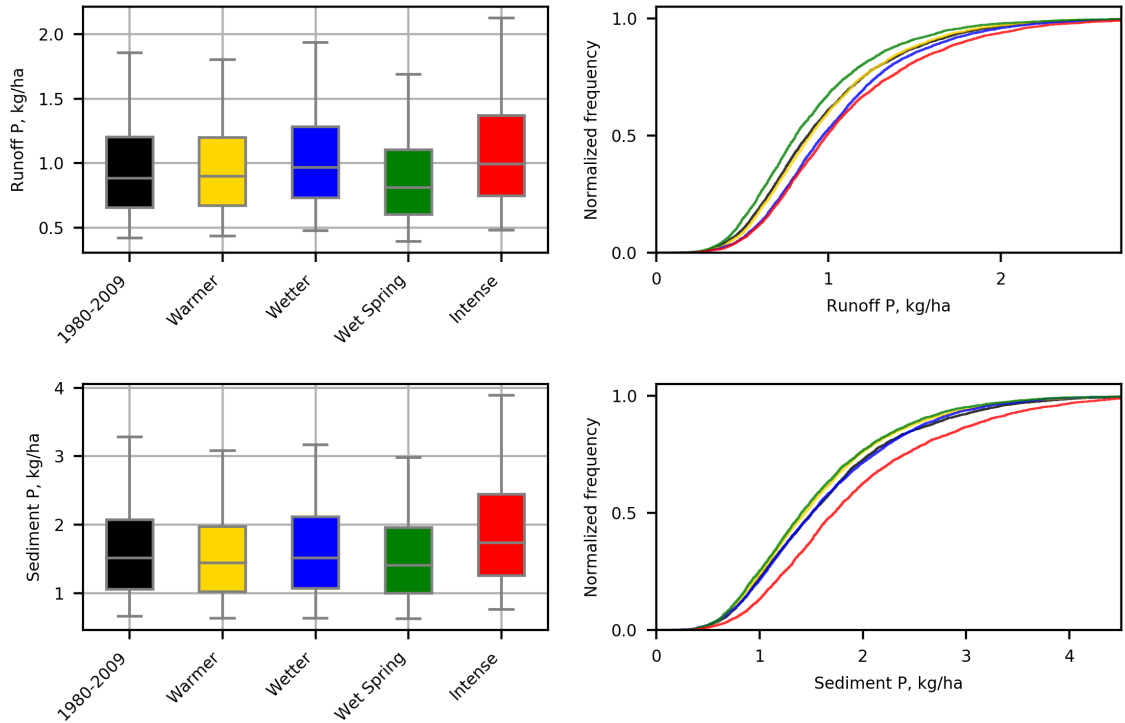 Runoff P, kg/ha
2.0
1.5
1.0
0.5
1980-2009
Warmer
Wetter
Wet Spring
Intense
Normalized frequency
1.0
0.5
0.0
0
1
2
Runoff P, kg/ha
Sediment P, kg/ha
4
3
2
1
1980-2009
Warmer
Wetter
Wet Spring
Intense
Normalized frequency
1.0
0.5
0.0
0
1
2
3
4
Sediment P, kg/ha